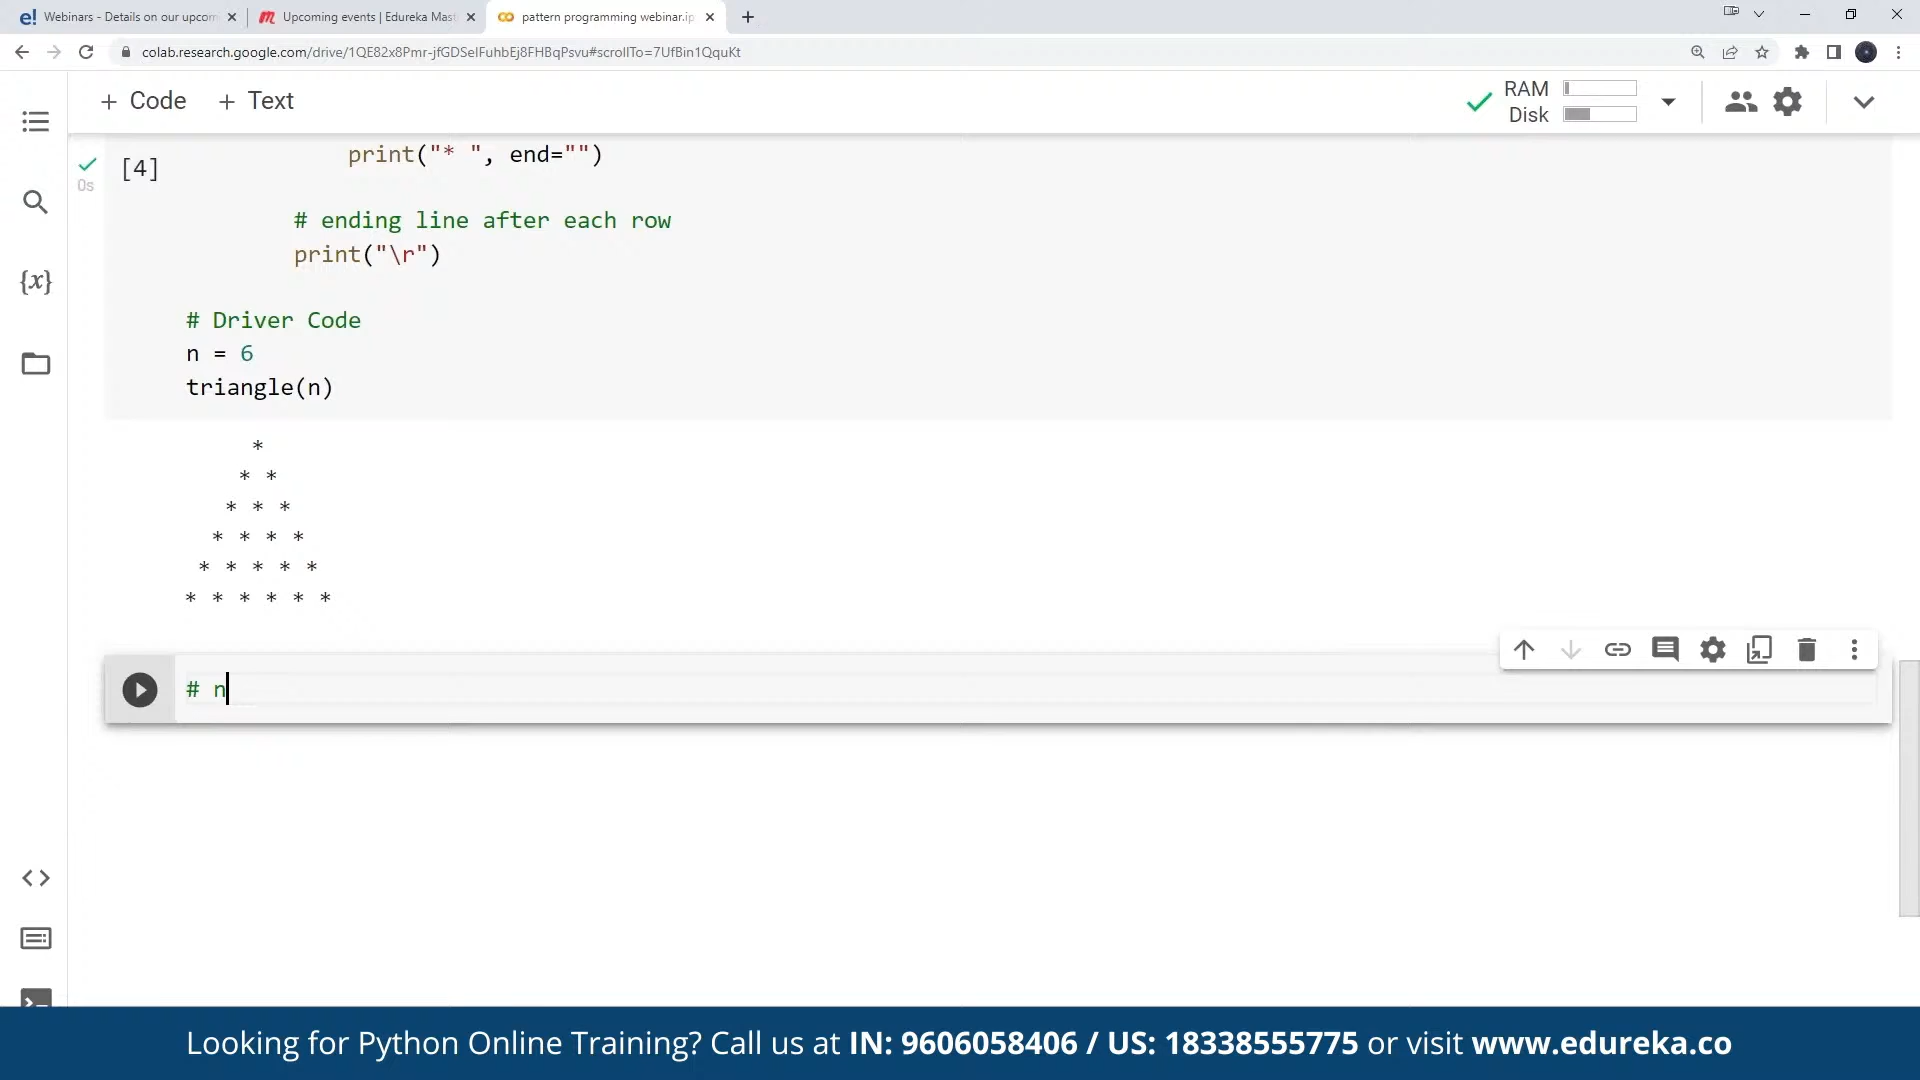 Webinars - Details on our upcom
Upcoming events | Edureka Mast
pattern programming webinar.ip
colab.research.google.com/drive/1QE82x8Pmr-jfGDSeIFuhbEj8FHBqPsvu#scrollTo=7UfBin1QquKt
+ Code + Text
RAM
Disk
0s
[4]
print("* ", end="")
# ending line after each row
print("\r")
# Driver Code
n = 6
triangle(n)
*
* *
* * *
* * * *
* * * * *
* * * * * *
# n
Looking for Python Online Training? Call us at IN: 9606058406 / US: 18338555775 or visit www.edureka.co